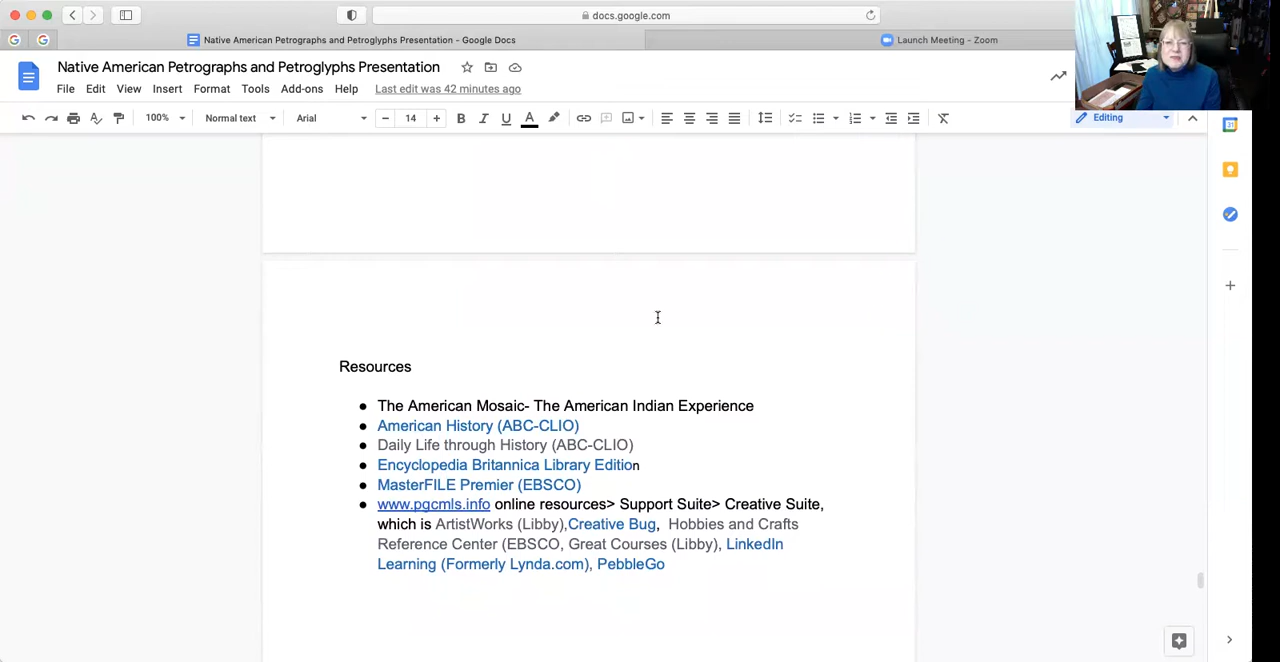 docs.google.com
Native American Petrographs and Petroglyphs Presentation - Google Docs
Launch Meeting - Zoom
Native American Petrographs and Petroglyphs Presentation
File Edit View Insert Format Tools Add-ons Help Last edit was 42 minutes ago
100% Normal text Arial - 14 + B I U A Editing
31
Resources
● The American Mosaic- The American Indian Experience
● American History (ABC-CLIO)
● Daily Life through History (ABC-CLIO)
● Encyclopedia Britannica Library Edition
● MasterFILE Premier (EBSCO)
● www.pgcmls.info online resources> Support Suite> Creative Suite,
which is ArtistWorks (Libby),Creative Bug, Hobbies and Crafts
Reference Center (EBSCO, Great Courses (Libby), LinkedIn
Learning (Formerly Lynda.com), PebbleGo